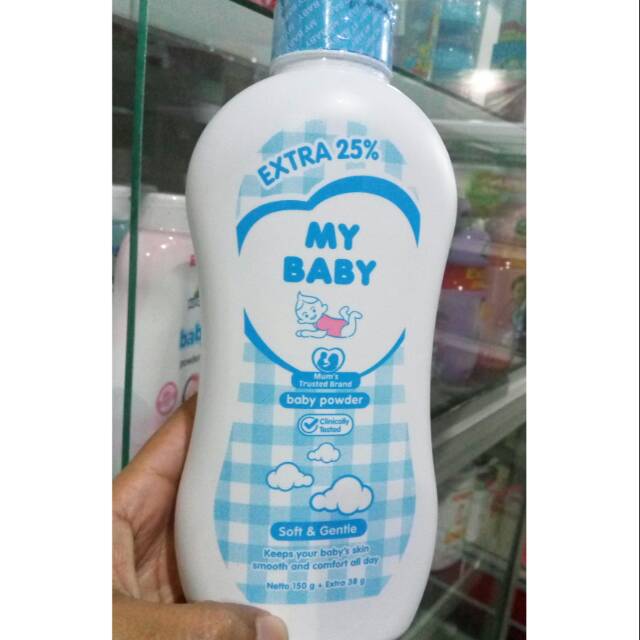 EXTRA 25%
MY
BABY
Mum's
Trusted Brand
baby powder
Clinically
Tested
Soft & Gentle
Keeps your baby's skin
smooth and comfort all day
Netto 150 g + Extra 38 g